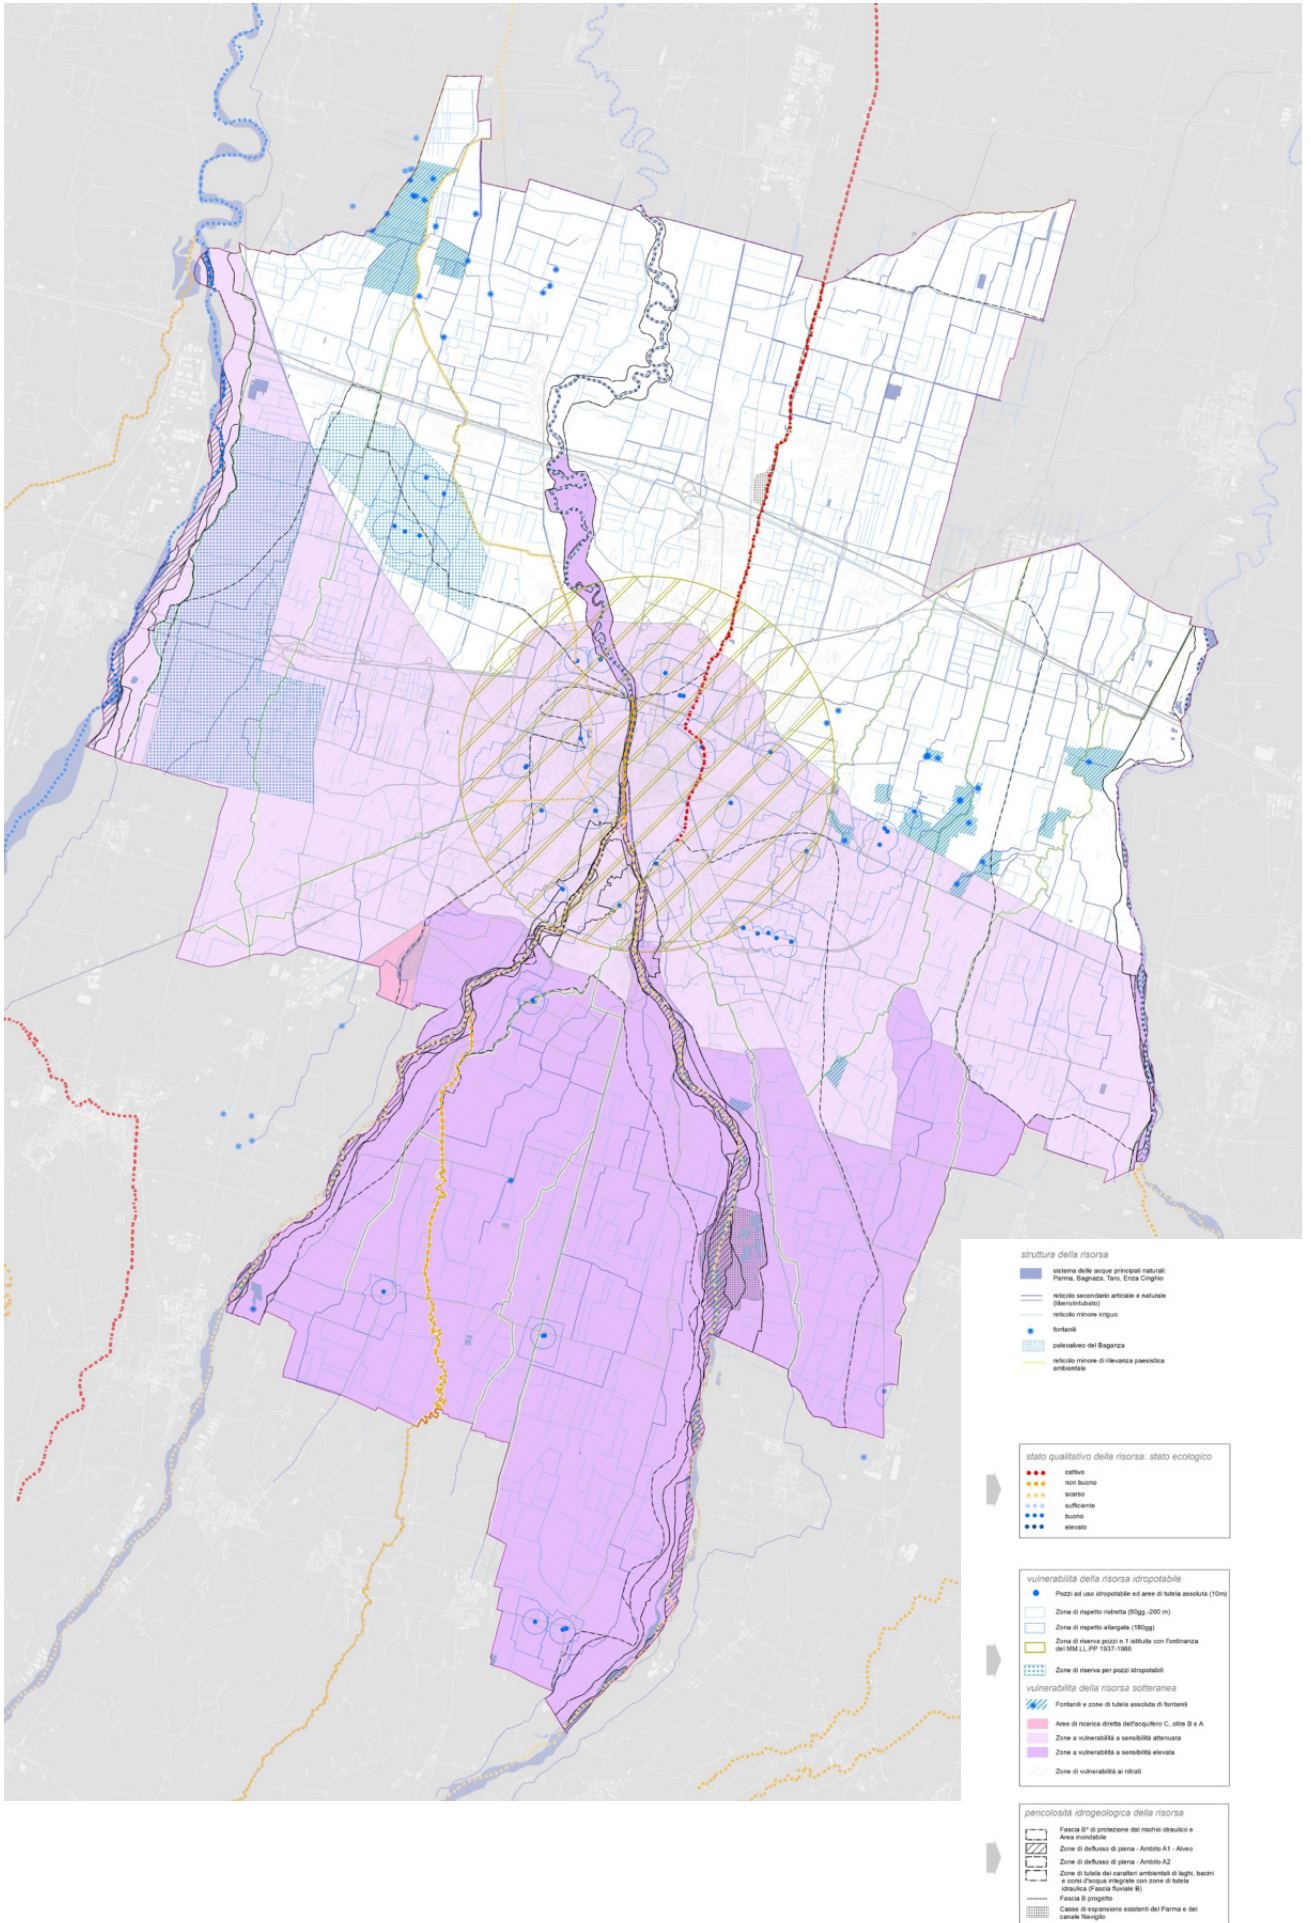 struttura della risorsa
sistema delle acque principali naturali:
Parma, Bagnaza, Taro, Enza Cinghio
reticolo secondario articiale e naturale
(libero/intubato)
reticolo minore irriguo
fontanili
paleoalveo del Baganza
reticolo minore di rilevanza paesistica
ambientale
stato qualitativo della risorsa: stato ecologico
cattivo
non buono
scarso
sufficiente
buono
elevato
vulnerabilità della risorsa idropotabile
Pozzi ad uso idropotabile ed aree di tutela assoluta (10m)
Zona di rispetto ristretta (60gg.-200 m)
Zona di rispetto allargata (180gg)
Zona di riserva pozzi n.1 istituita con l'ordinanza
del MM.LL.PP 1937-1966
Zone di riserva per pozzi idropotabili
vulnerabilita della risorsa sotteranea
Fontanili e zone di tutela assoluta di fontanili
Aree di ricarica diretta dell'acquifero C, oltre B e A
Zone a vulnerabilità a sensibilità attenuata
Zone a vulnerabilità a sensibilità elevata
Zone di vulnerabilità ai nitrati
pericolosità idrogeologica della risorsa
Fascia B* di protezione dal rischio idraulico e
Area inondabile
Zone di deflusso di piena - Ambito A1 - Alveo
Zone di deflusso di piena - Ambito A2
Zone di tutela dei caratteri ambientali di laghi, bacini
e corsi d'acqua integrate con zone di tutela
idraulica (Fascia fluviale B)
Fascia B progetto
Casse di espansione esistenti del Parma e del
canale Naviglio